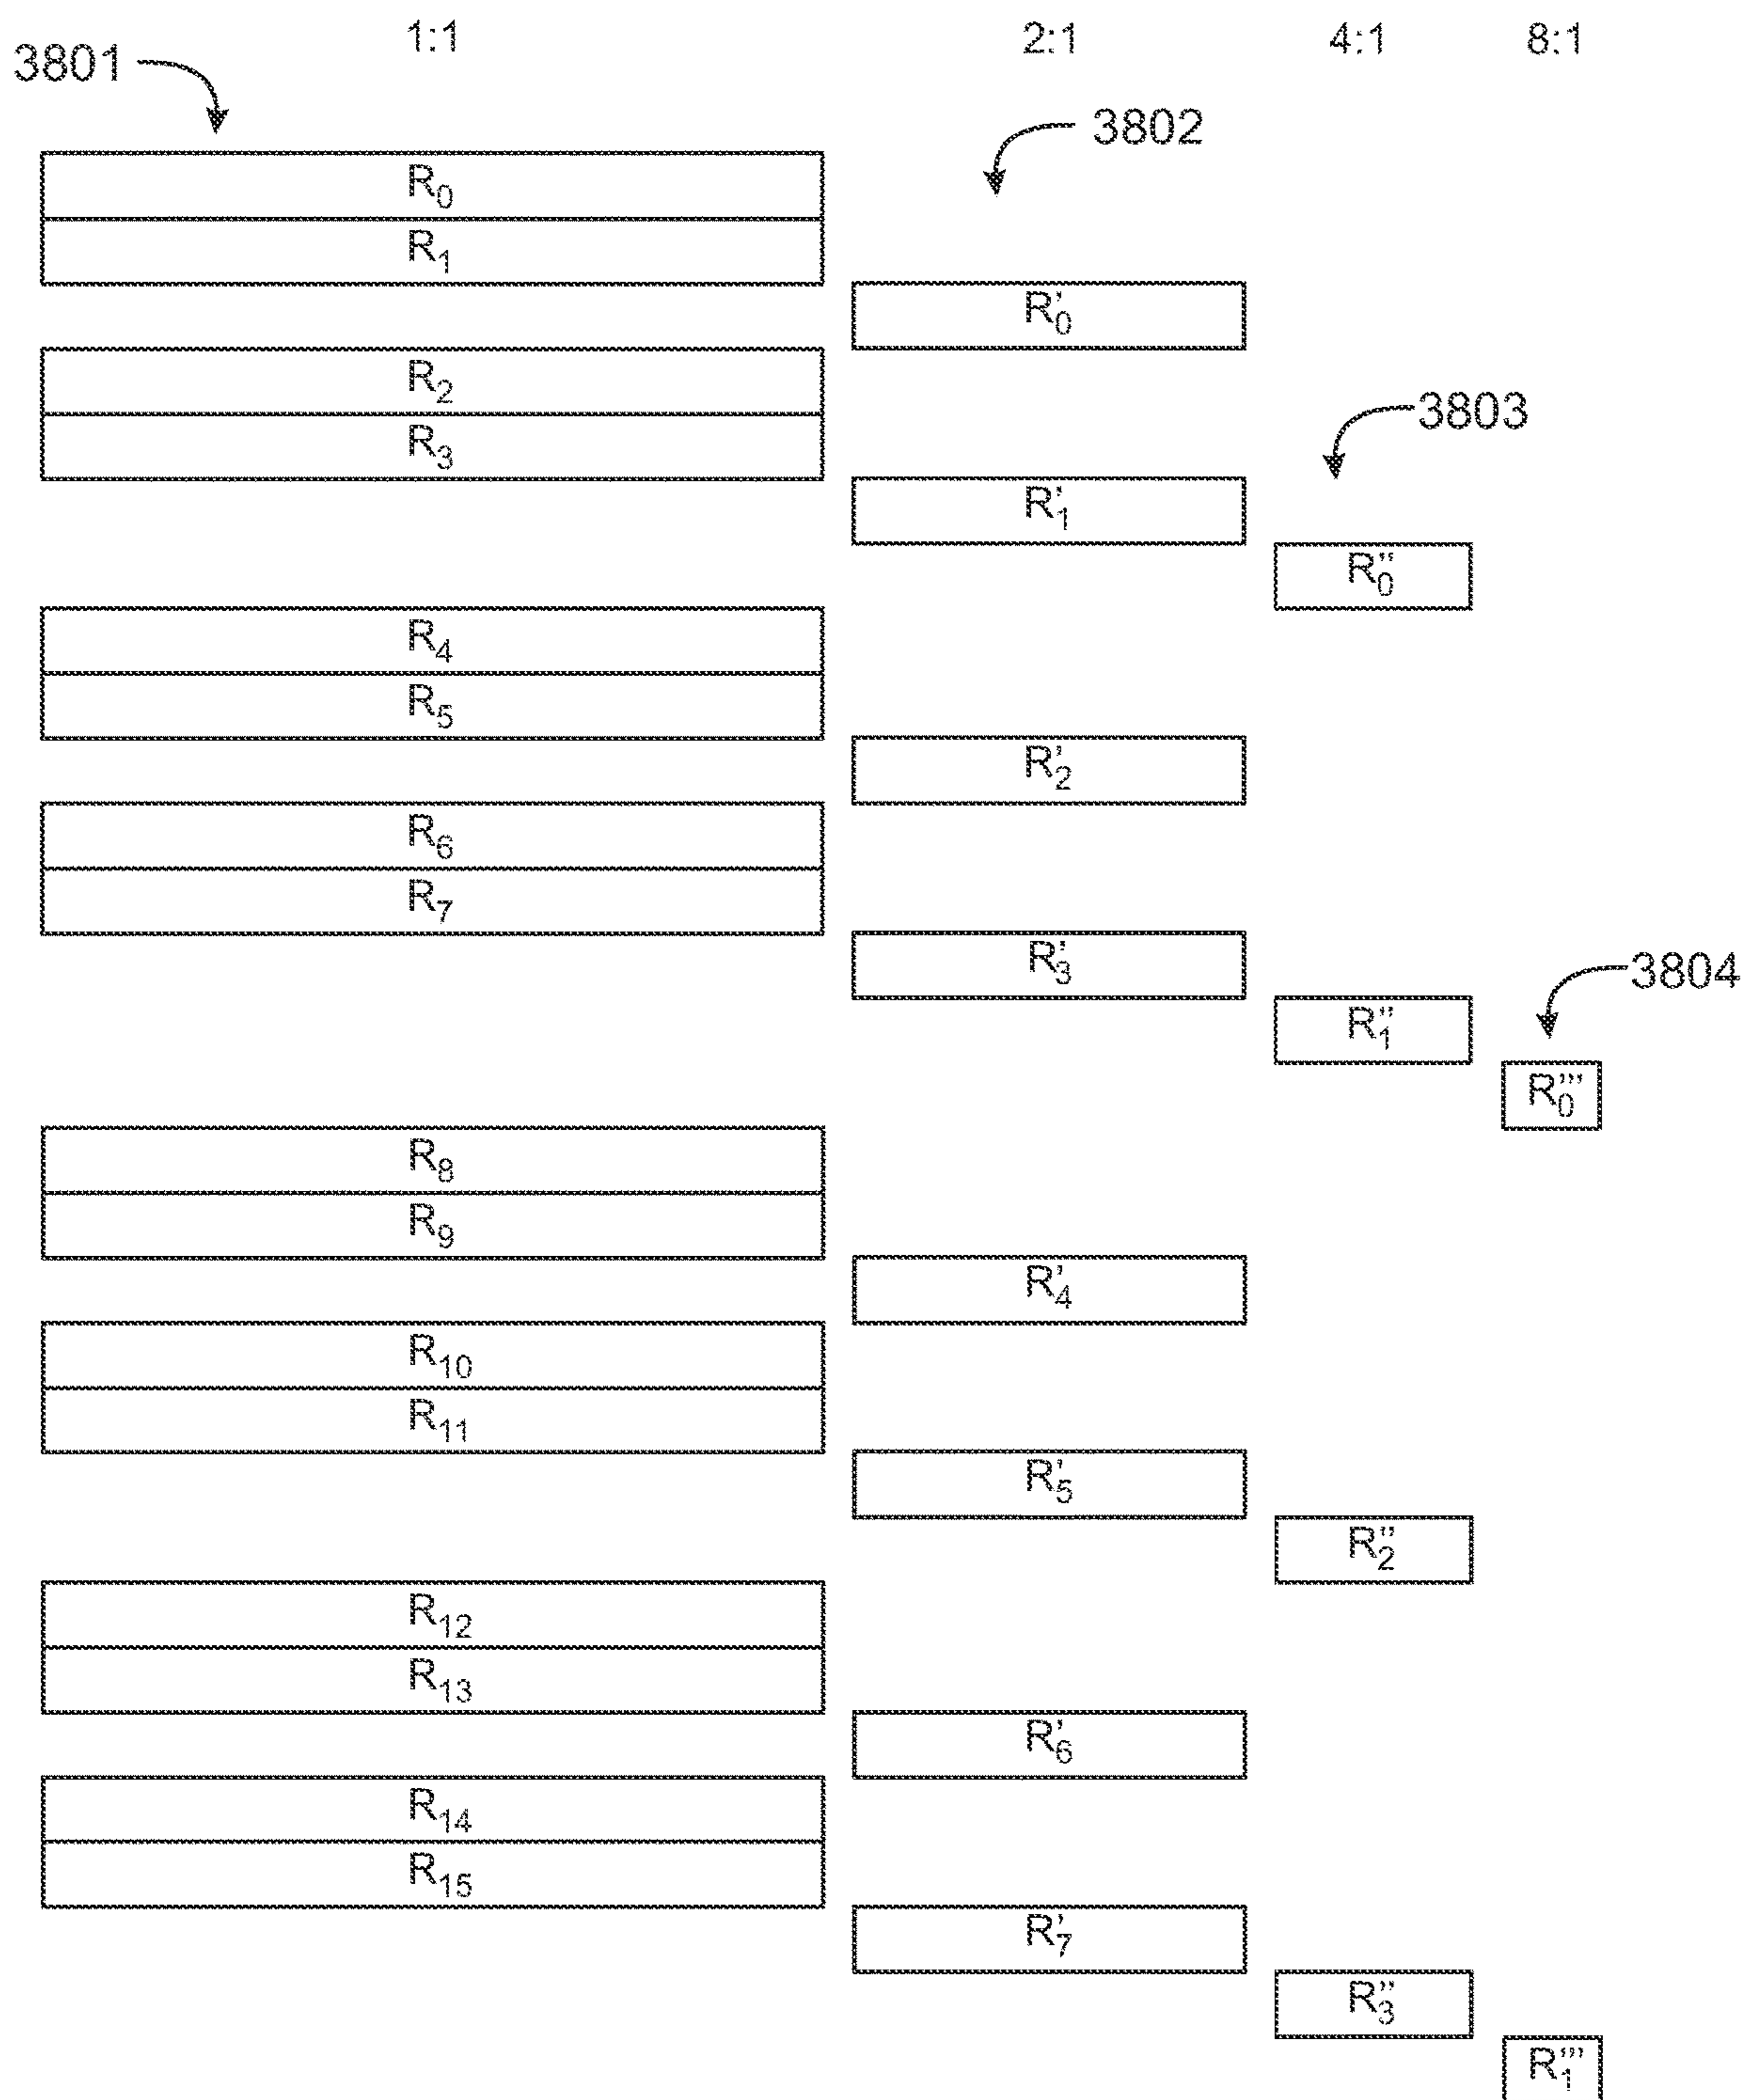 1:1 2:1 4:1 8:1
3801
3802
R₀
R₁
R'₀
R₂
3803
R₃
R'₁
R''₀
R₄
R₅
R'₂
R₆
R₇
R'₃
3804
R''₁
R'''₀
R₈
R₉
R'₄
R₁₀
R₁₁
R'₅
R''₂
R₁₂
R₁₃
R'₆
R₁₄
R₁₅
R'₇
R''₃
R'''₁